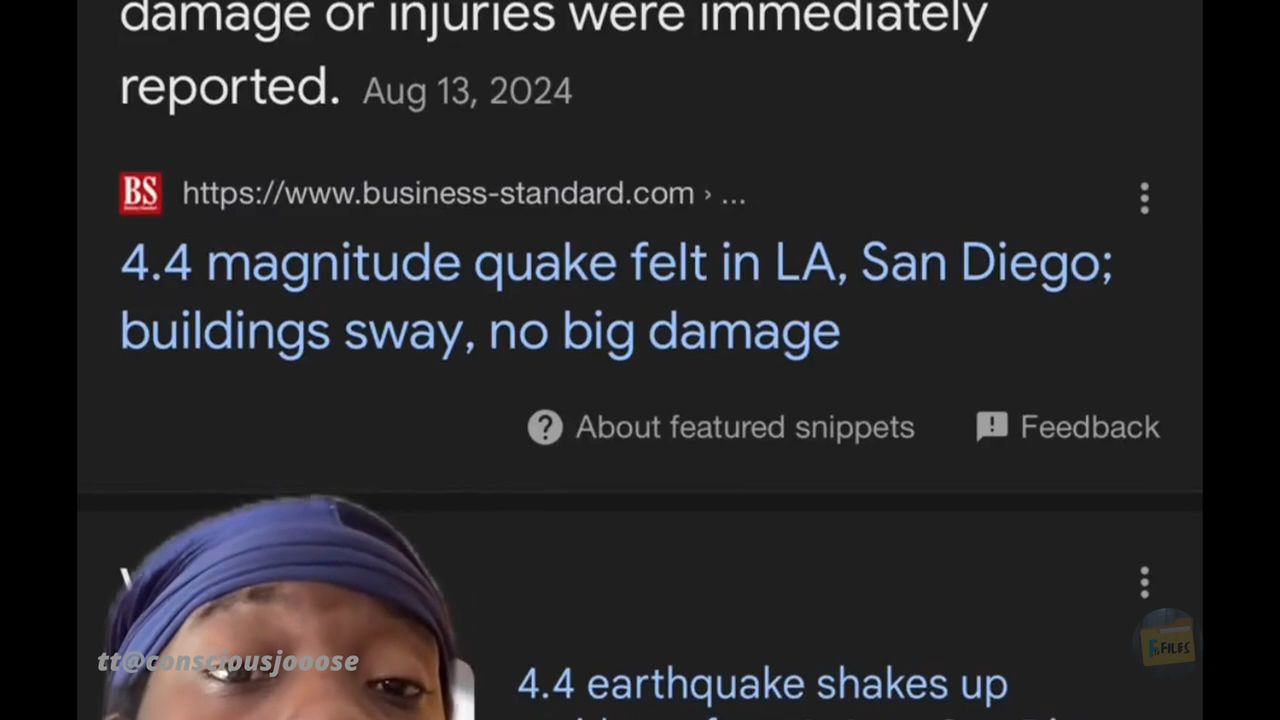 damage or injuries were immediately
reported. Aug 13, 2024
BS https://www.business-standard.com › ...
4.4 magnitude quake felt in LA, San Diego;
buildings sway, no big damage
About featured snippets Feedback
tt@consciousjooose
FILES
4.4 earthquake shakes up